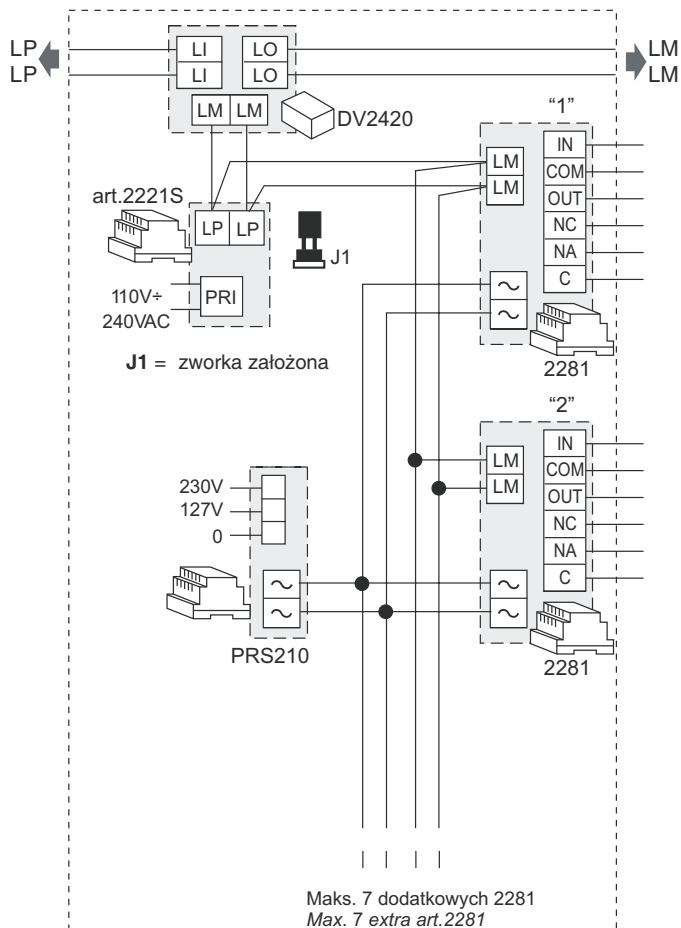 LP
LP
LI LO
LI LO
LM
LM
LM LM
DV2420
"1"
art.2221S
LP LP
J1
110V÷
240VAC
PRI
J1 = zworka założona
LM
LM
IN
COM
OUT
NC
NA
C
~
~
2281
"2"
LM
LM
IN
COM
OUT
NC
NA
C
~
~
2281
230V
127V
0
~
~
PRS210
Maks. 7 dodatkowych 2281
Max. 7 extra art.2281